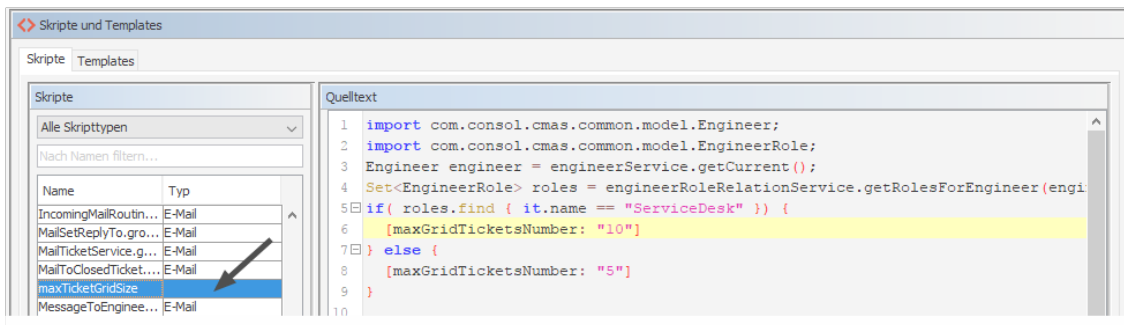 Skripte und Templates
Skripte Templates
Skripte
Alle Skripttypen
Nach Namen filtern...
Name Typ
IncomingMailRoutin... E-Mail
MailSetReplyTo.gro... E-Mail
MailTicketService.g... E-Mail
MailToClosedTicket.... E-Mail
maxTicketGridSize
MessageToEnginee... E-Mail
Quelltext
1 import com.consol.cmas.common.model.Engineer;
2 import com.consol.cmas.common.model.EngineerRole;
3 Engineer engineer = engineerService.getCurrent();
4 Set<EngineerRole> roles = engineerRoleRelationService.getRolesForEngineer(engi
5 if( roles.find { it.name == "ServiceDesk" }) {
6 [maxGridTicketsNumber: "10"]
7 } else {
8 [maxGridTicketsNumber: "5"]
9 }
10